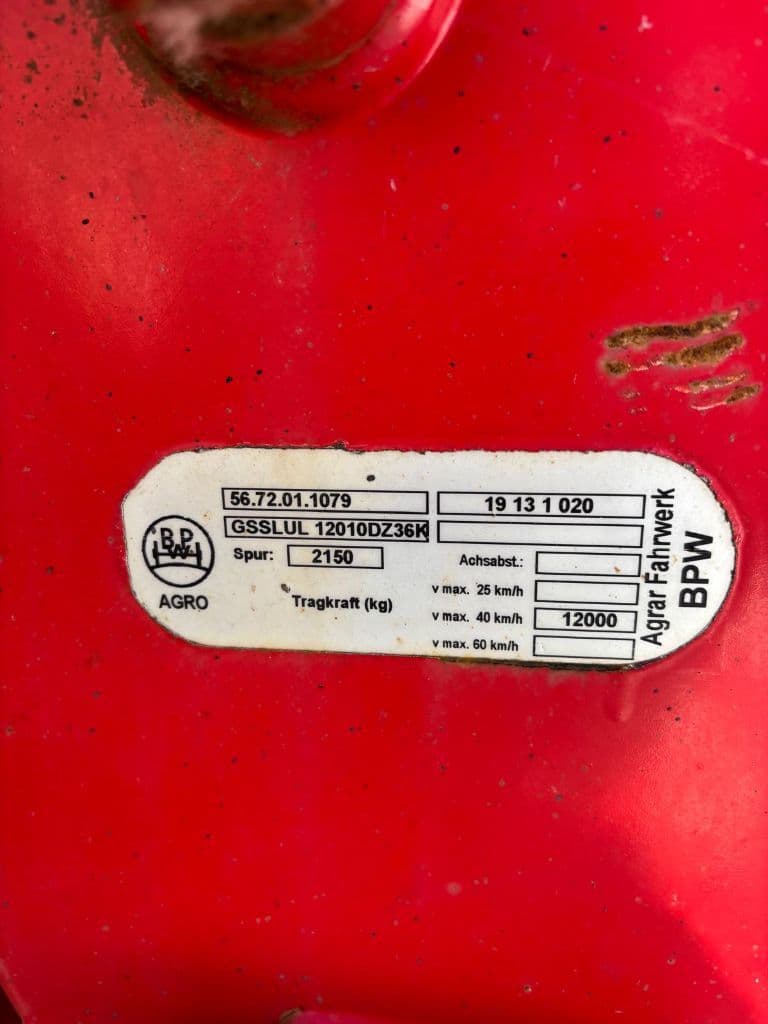 BPW
AGRO
56.72.01.1079
19 13 1 020
GSSLUL 12010DZ36K
Spur: 2150
Achsabst.:
Tragkraft (kg)
v max. 25 km/h
v max. 40 km/h 12000
v max. 60 km/h
Agrar Fahrwerk
BPW